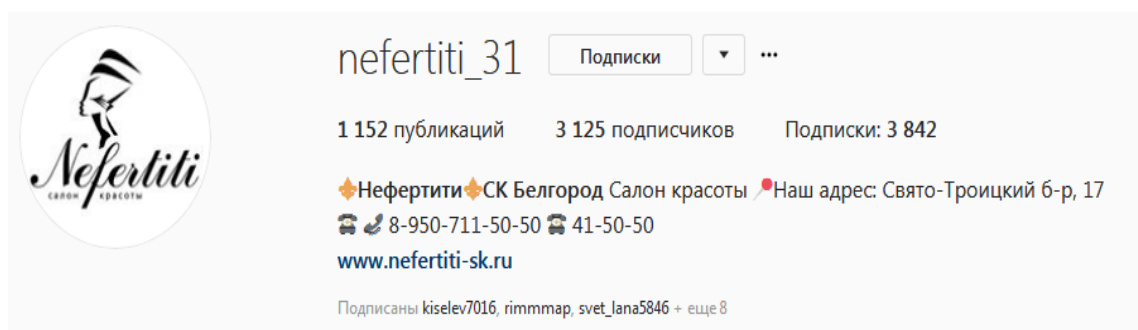 Nefertiti
салон красоты
nefertiti_31 Подписки
1 152 публикаций 3 125 подписчиков Подписки: 3 842
Нефертити СК Белгород Салон красоты Наш адрес: Свято-Троицкий б-р, 17
8-950-711-50-50 41-50-50
www.nefertiti-sk.ru
Подписаны kiselev7016, rimmmap, svet_lana5846 + еще 8